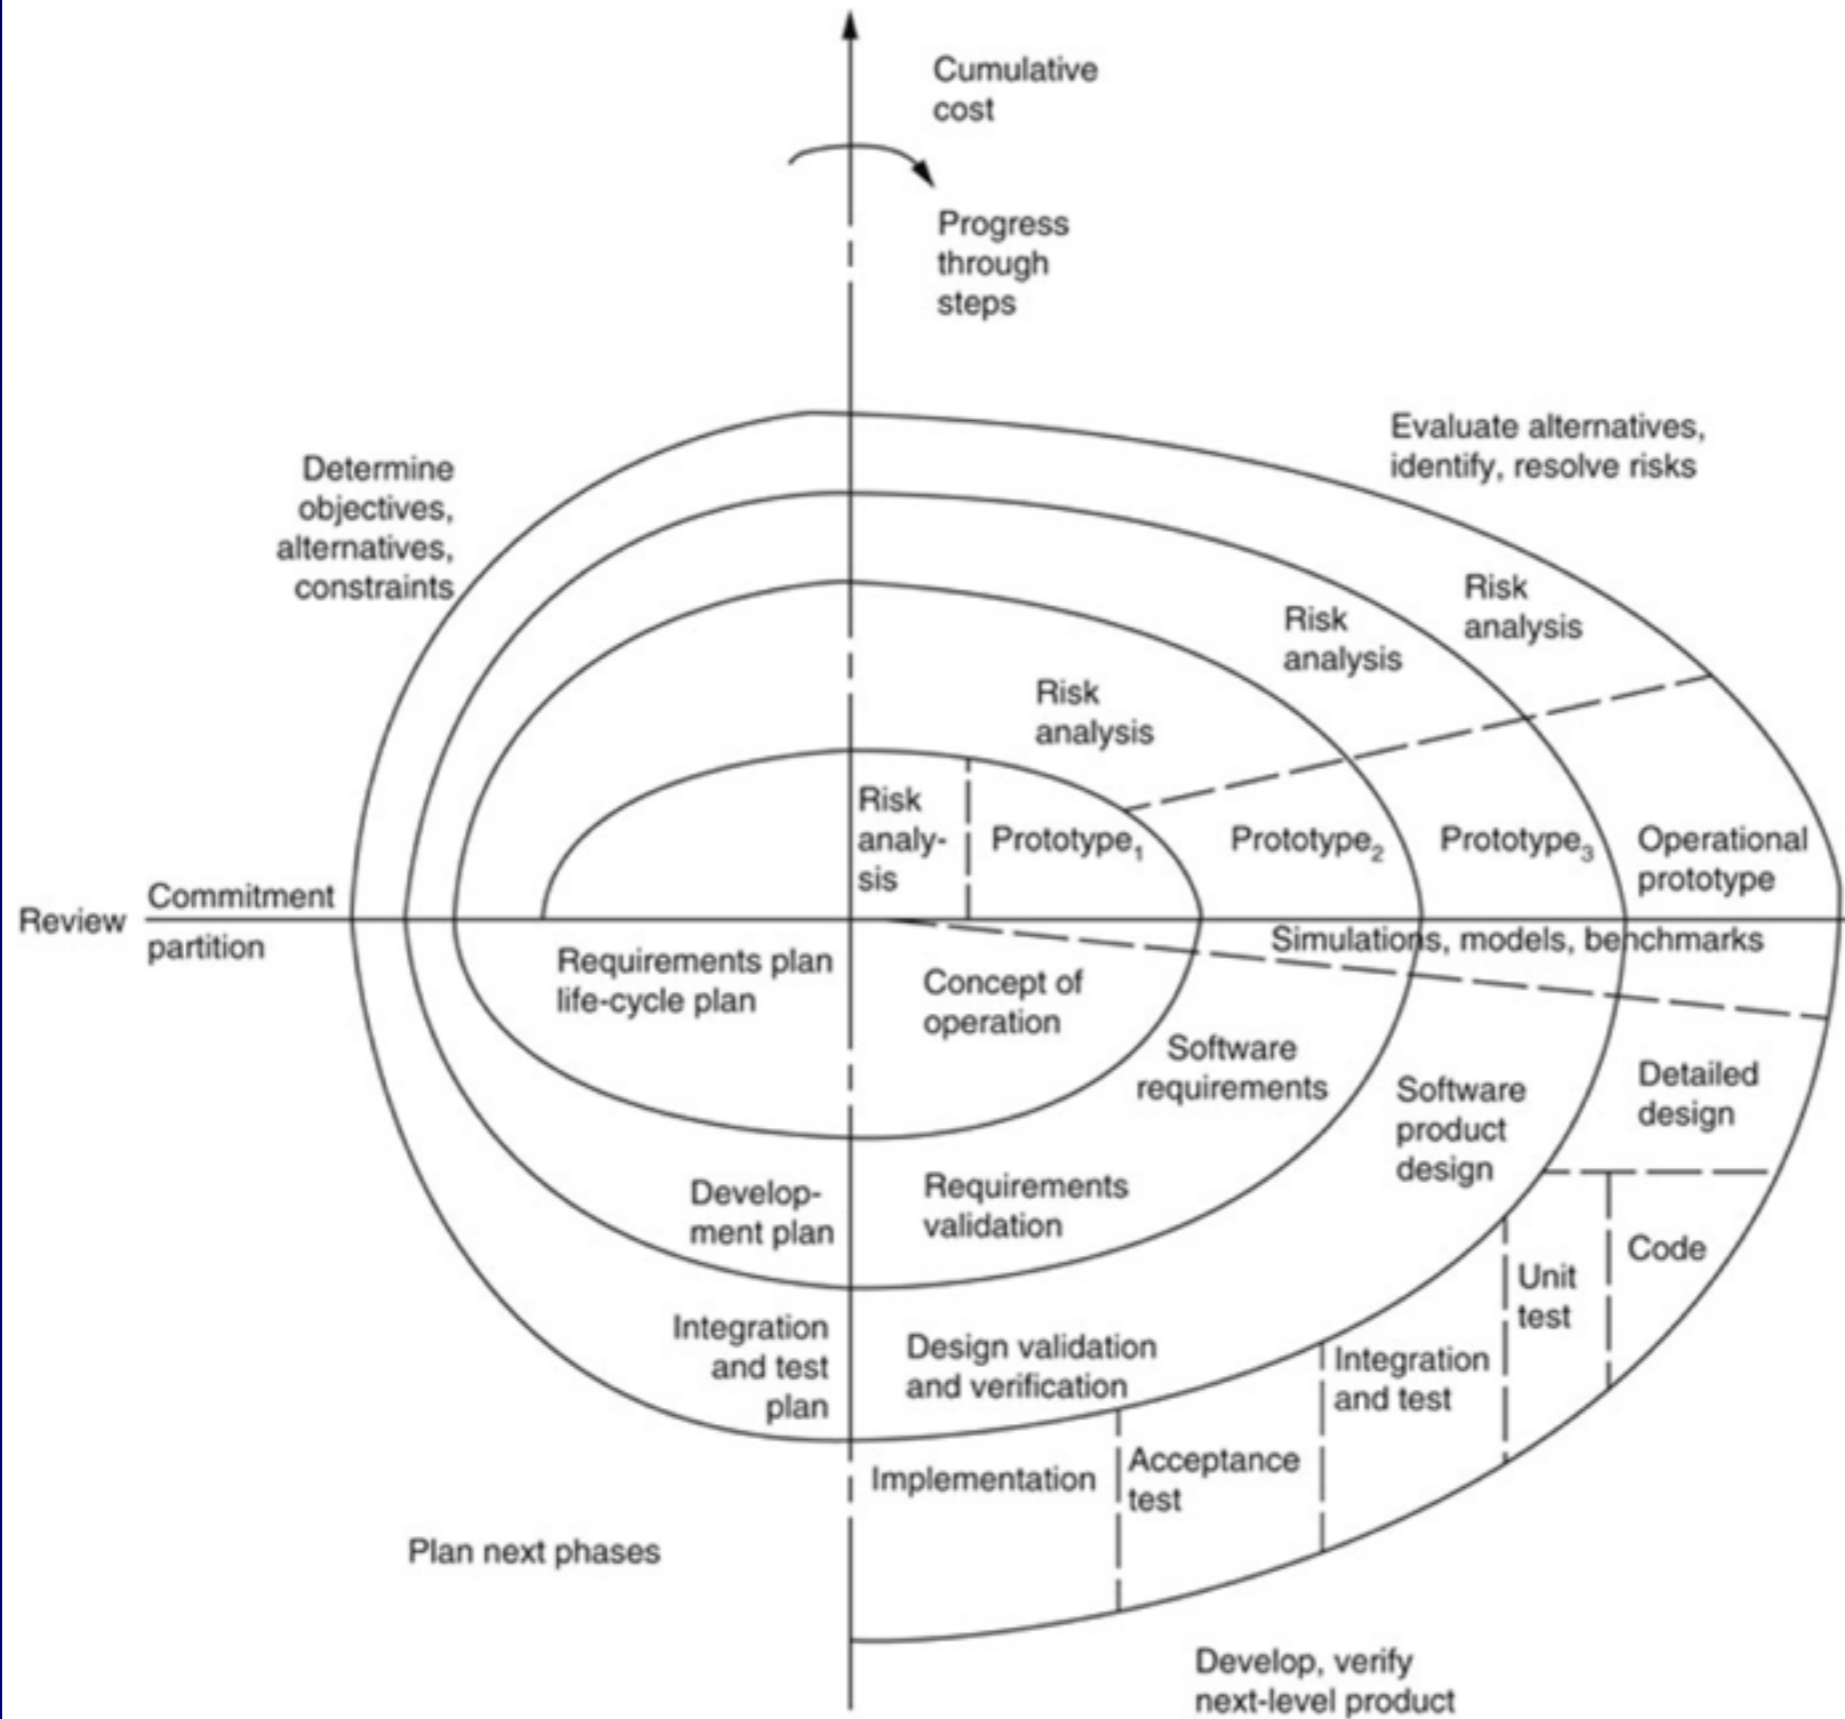 Cumulative
cost
Progress
through
steps
Evaluate alternatives,
identify, resolve risks
Determine
objectives,
alternatives,
constraints
Risk
analysis
Risk
analysis
Risk
analysis
Risk
analy-
sis
Prototype₁
Prototype₂
Prototype₃
Operational
prototype
Review
Commitment
partition
Simulations, models, benchmarks
Requirements plan
life-cycle plan
Concept of
operation
Software
requirements
Software
product
design
Detailed
design
Develop-
ment plan
Requirements
validation
Code
Unit
test
Integration
and test
plan
Design validation
and verification
Integration
and test
Implementation
Acceptance
test
Plan next phases
Develop, verify
next-level product